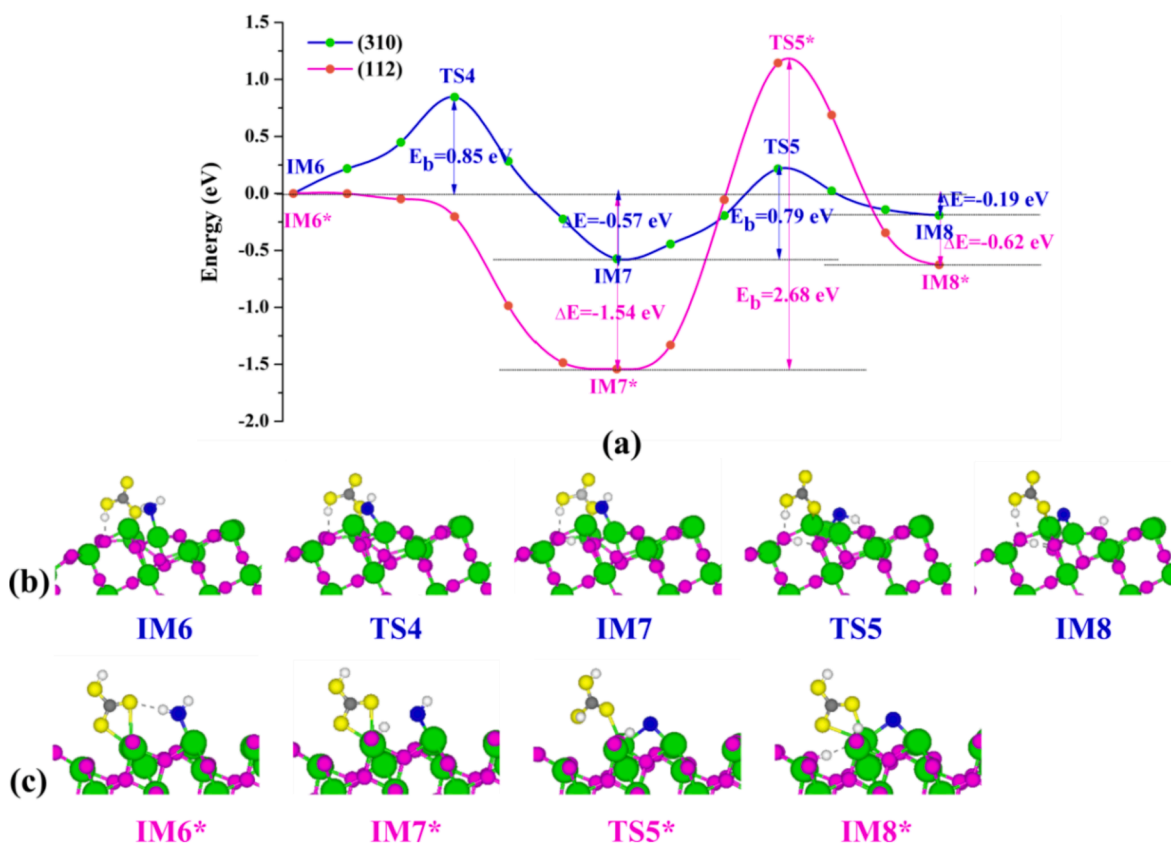 1.5
1.0
0.5
0.0
-0.5
-1.0
-1.5
-2.0
Energy (eV)
(310)
(112)
TS4
TS5*
IM6
E_b=0.85 eV
TS5
IM6*
ΔE=-0.57 eV
E_b=0.79 eV
ΔE=-0.19 eV
IM7
IM8
ΔE=-0.62 eV
IM8*
ΔE=-1.54 eV
E_b=2.68 eV
IM7*
(a)
(b)
IM6 TS4 IM7 TS5 IM8
(c)
IM6* IM7* TS5* IM8*